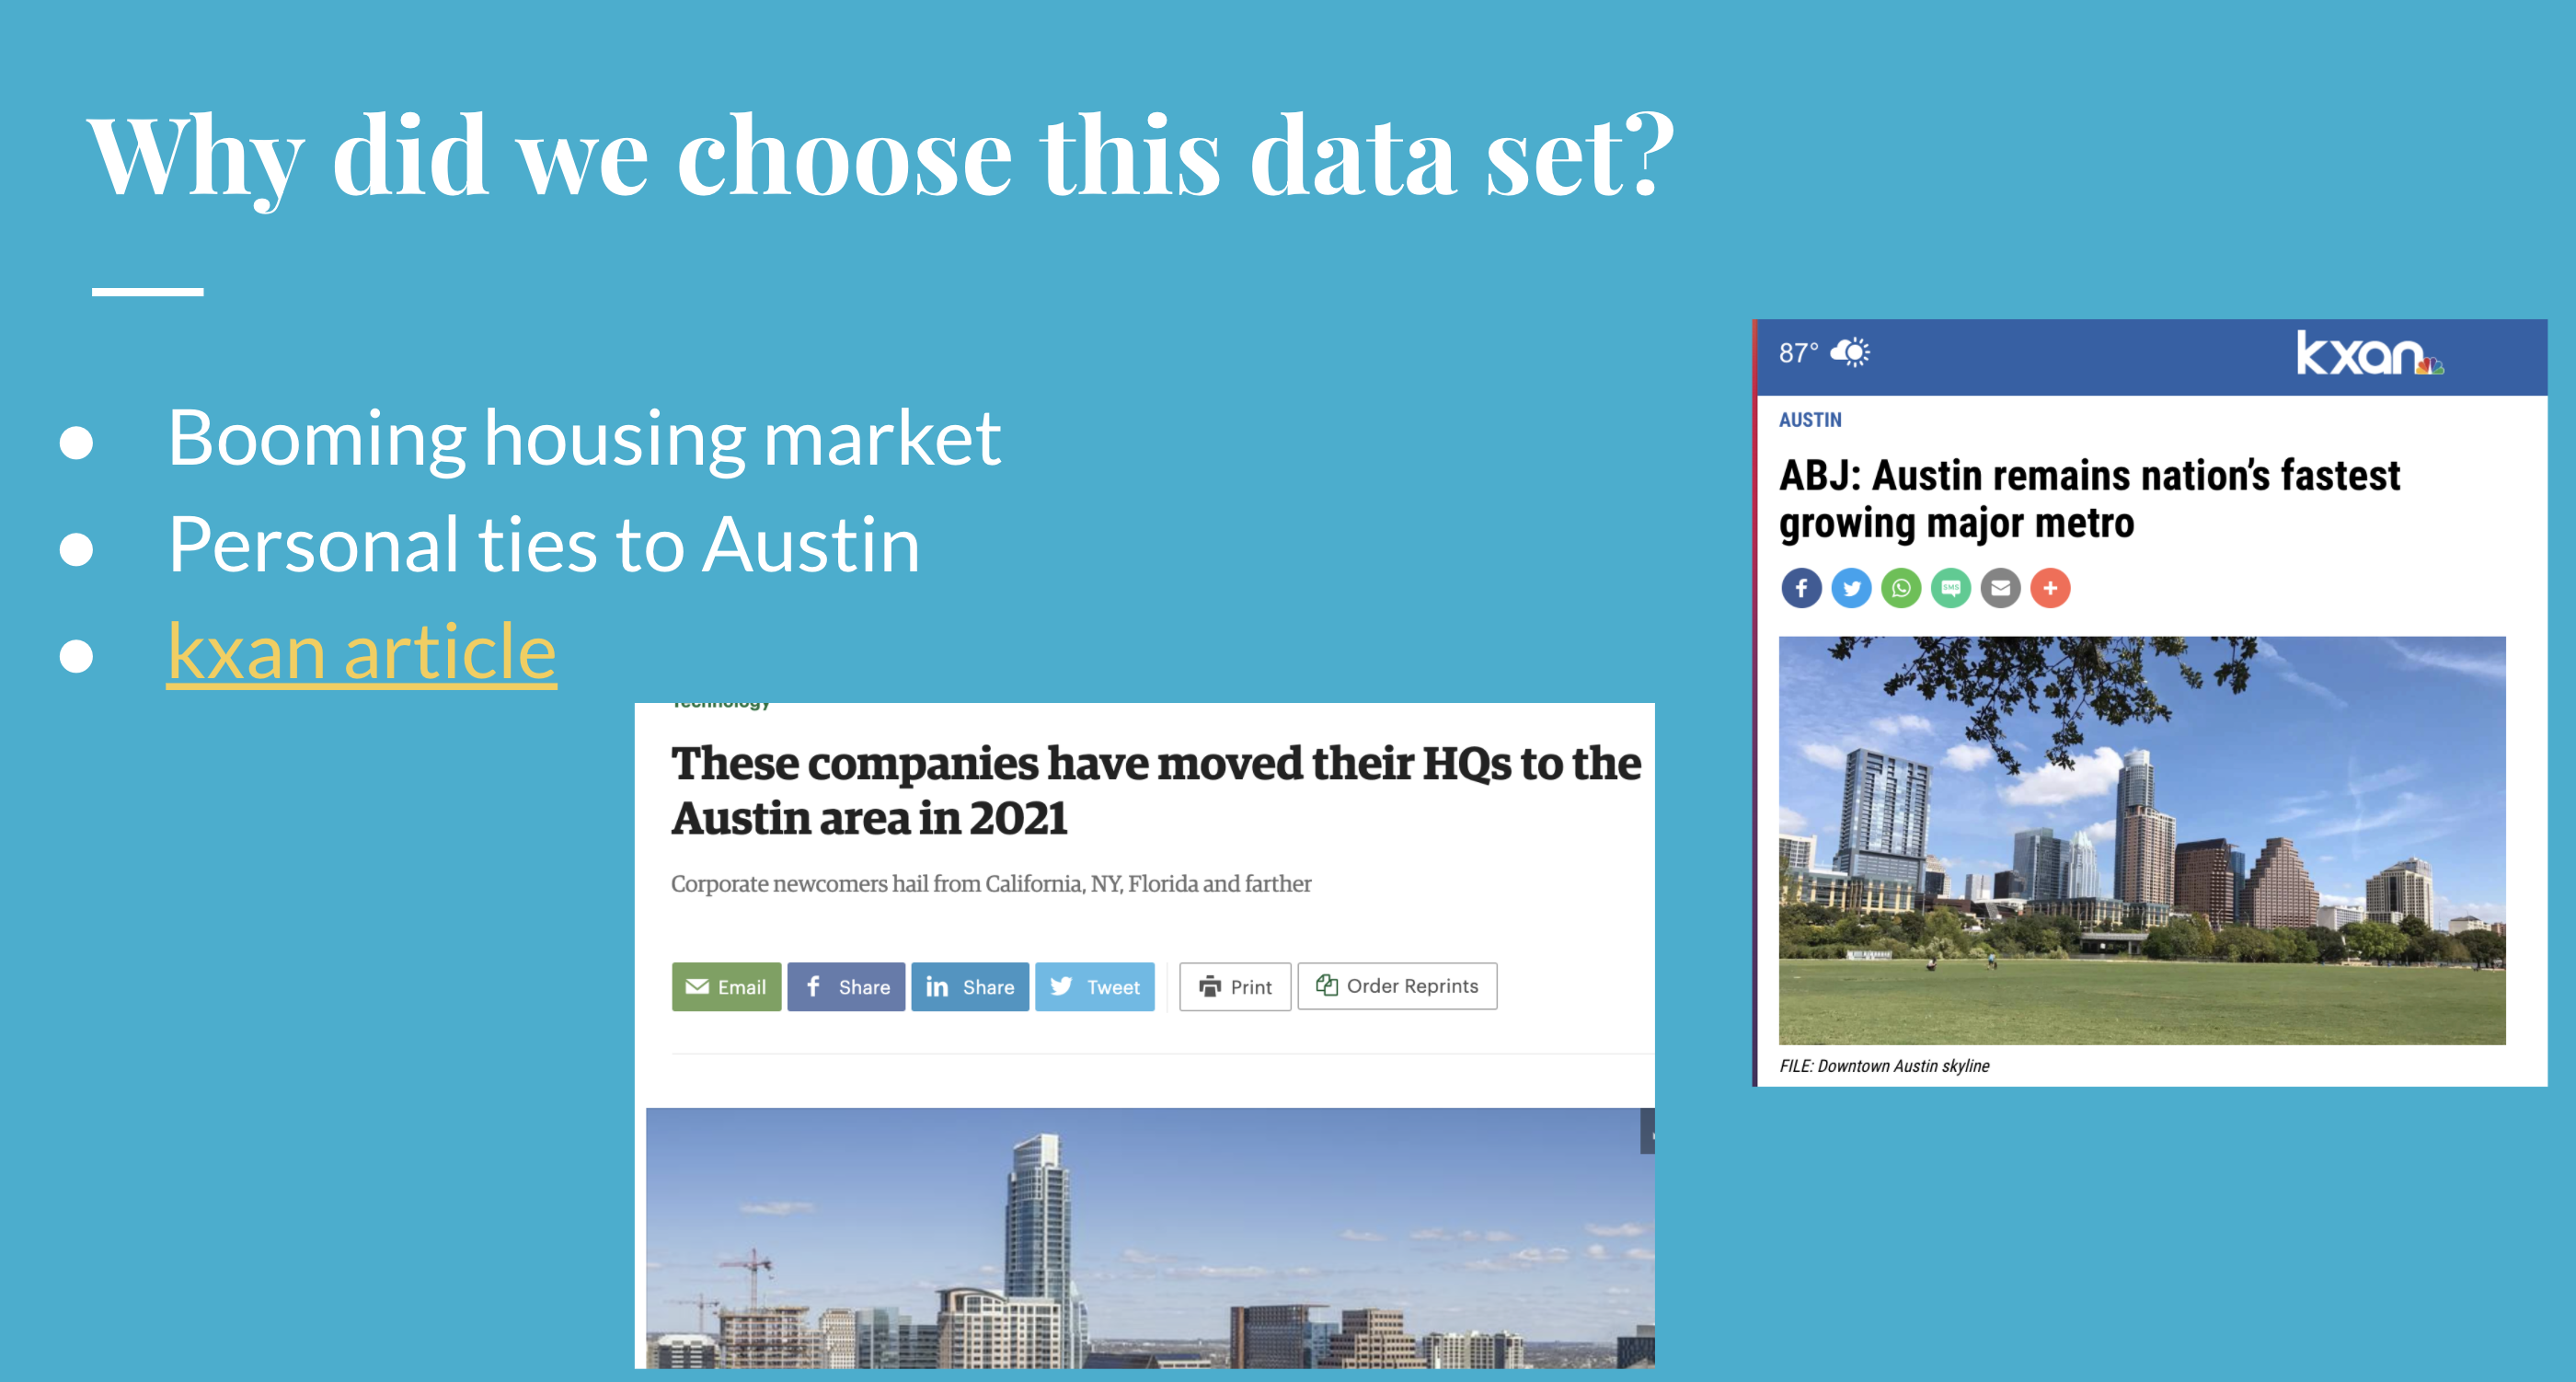 Why did we choose this data set?
Booming housing market
Personal ties to Austin
kxan article
Technology
These companies have moved their HQs to the
Austin area in 2021
Corporate newcomers hail from California, NY, Florida and farther
Email
Share
Share
Tweet
Print
Order Reprints
87°
kxan
AUSTIN
ABJ: Austin remains nation's fastest
growing major metro
SMS
FILE: Downtown Austin skyline